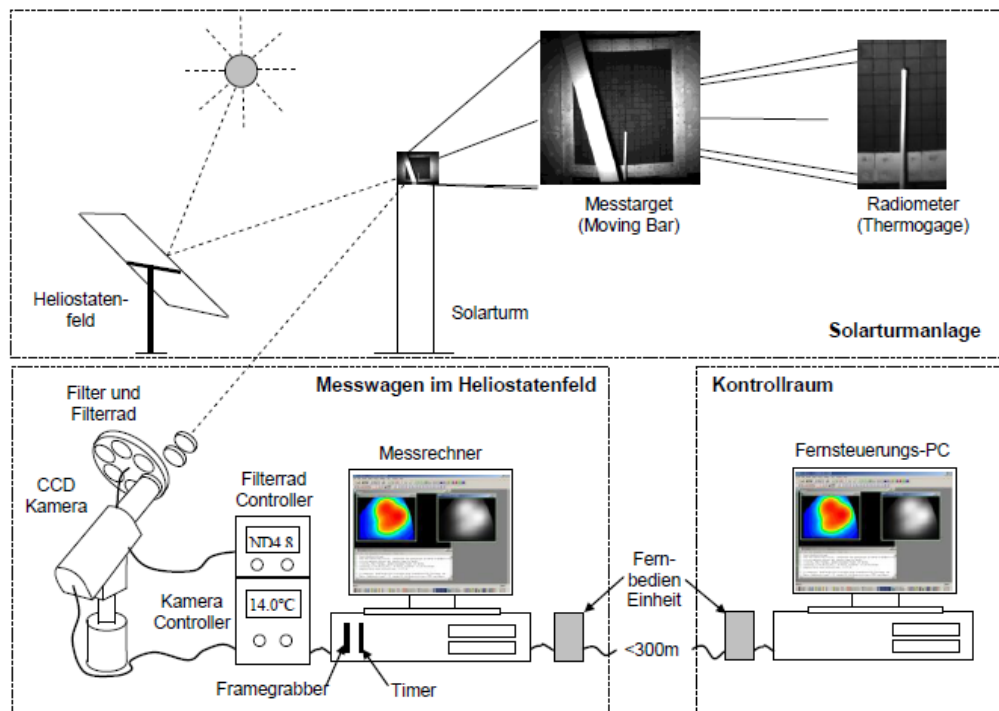 Messtarget
(Moving Bar)
Radiometer
(Thermogage)
Heliostaten-
feld
Solarturm
Solarturmanlage
Messwagen im Heliostatenfeld
Kontrollraum
Filter und
Filterrad
CCD
Kamera
Filterrad
Controller
ND4.8
Kamera
Controller
14.0°C
Messrechner
Framegrabber
Timer
Fern-
bedien
Einheit
<300m
Fernsteuerungs-PC